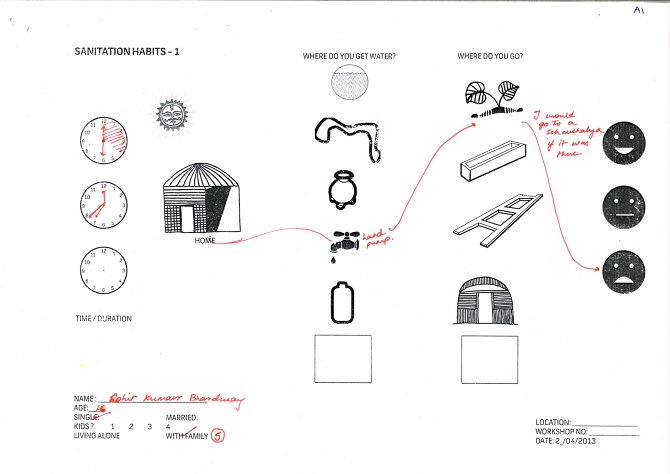 A1
SANITATION HABITS - 1
WHERE DO YOU GET WATER?
WHERE DO YOU GO?
I would
go to a
Schauchalya
if it was
there.
hand
pump.
HOME
TIME / DURATION
NAME: Rohit Kumar Bhardwaj
AGE: 16
SINGLE: MARRIED:
KIDS? 1 2 3 4
LIVING ALONE WITH FAMILY 5
LOCATION:
WORKSHOP NO:
DATE: 2_/04/2013